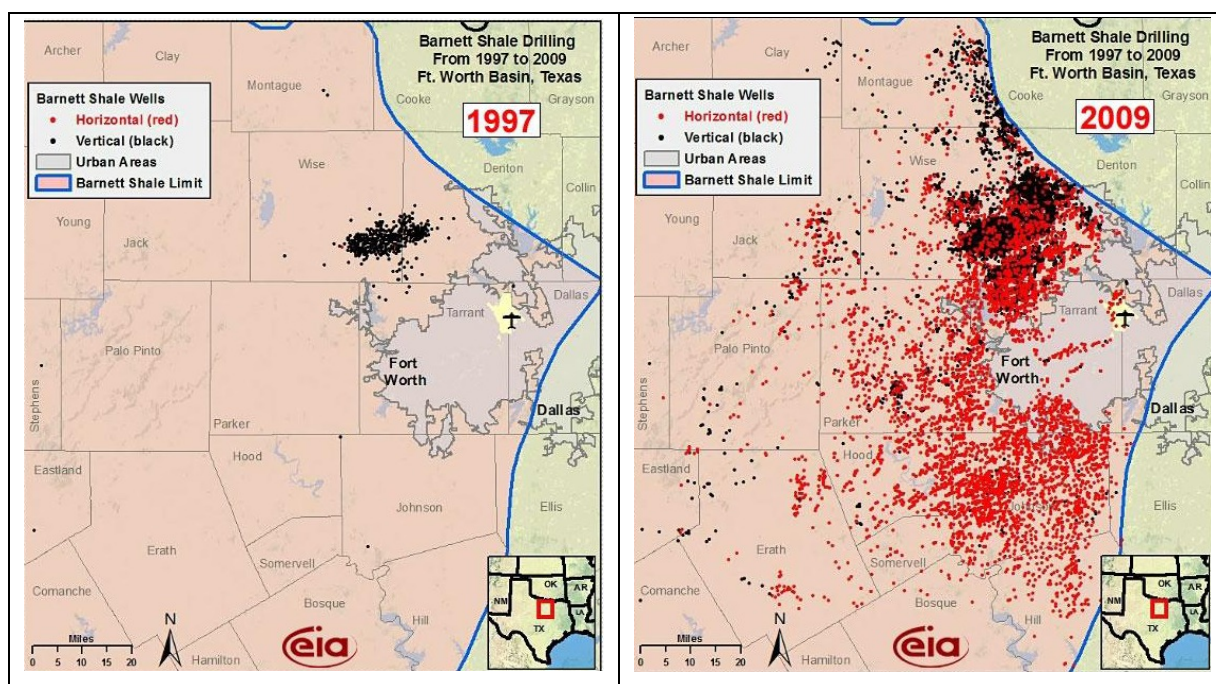 Barnett Shale Drilling
From 1997 to 2009
Ft. Worth Basin, Texas
1997
Barnett Shale Wells
Horizontal (red)
Vertical (black)
Urban Areas
Barnett Shale Limit
Archer
Clay
Montague
Cooke
Grayson
Wise
Denton
Collin
Young
Jack
Palo Pinto
Tarrant
Dallas
Fort
Worth
Dallas
Stephens
Parker
Hood
Eastland
Johnson
Ellis
Erath
Somervell
Comanche
Bosque
Hill
Hamilton
Miles
0 5 10 20
N
eia
NM
OK
AR
TX
LA
Barnett Shale Drilling
From 1997 to 2009
Ft. Worth Basin, Texas
2009
Barnett Shale Wells
Horizontal (red)
Vertical (black)
Urban Areas
Barnett Shale Limit
Archer
Clay
Montague
Cooke
Grayson
Wise
Denton
Collin
Young
Jack
Palo Pinto
Tarrant
Dallas
Fort
Worth
Dallas
Stephens
Parker
Hood
Eastland
Johnson
Ellis
Erath
Somervell
Comanche
Bosque
Hill
Hamilton
Miles
0 5 10 20
N
eia
NM
OK
AR
TX
LA